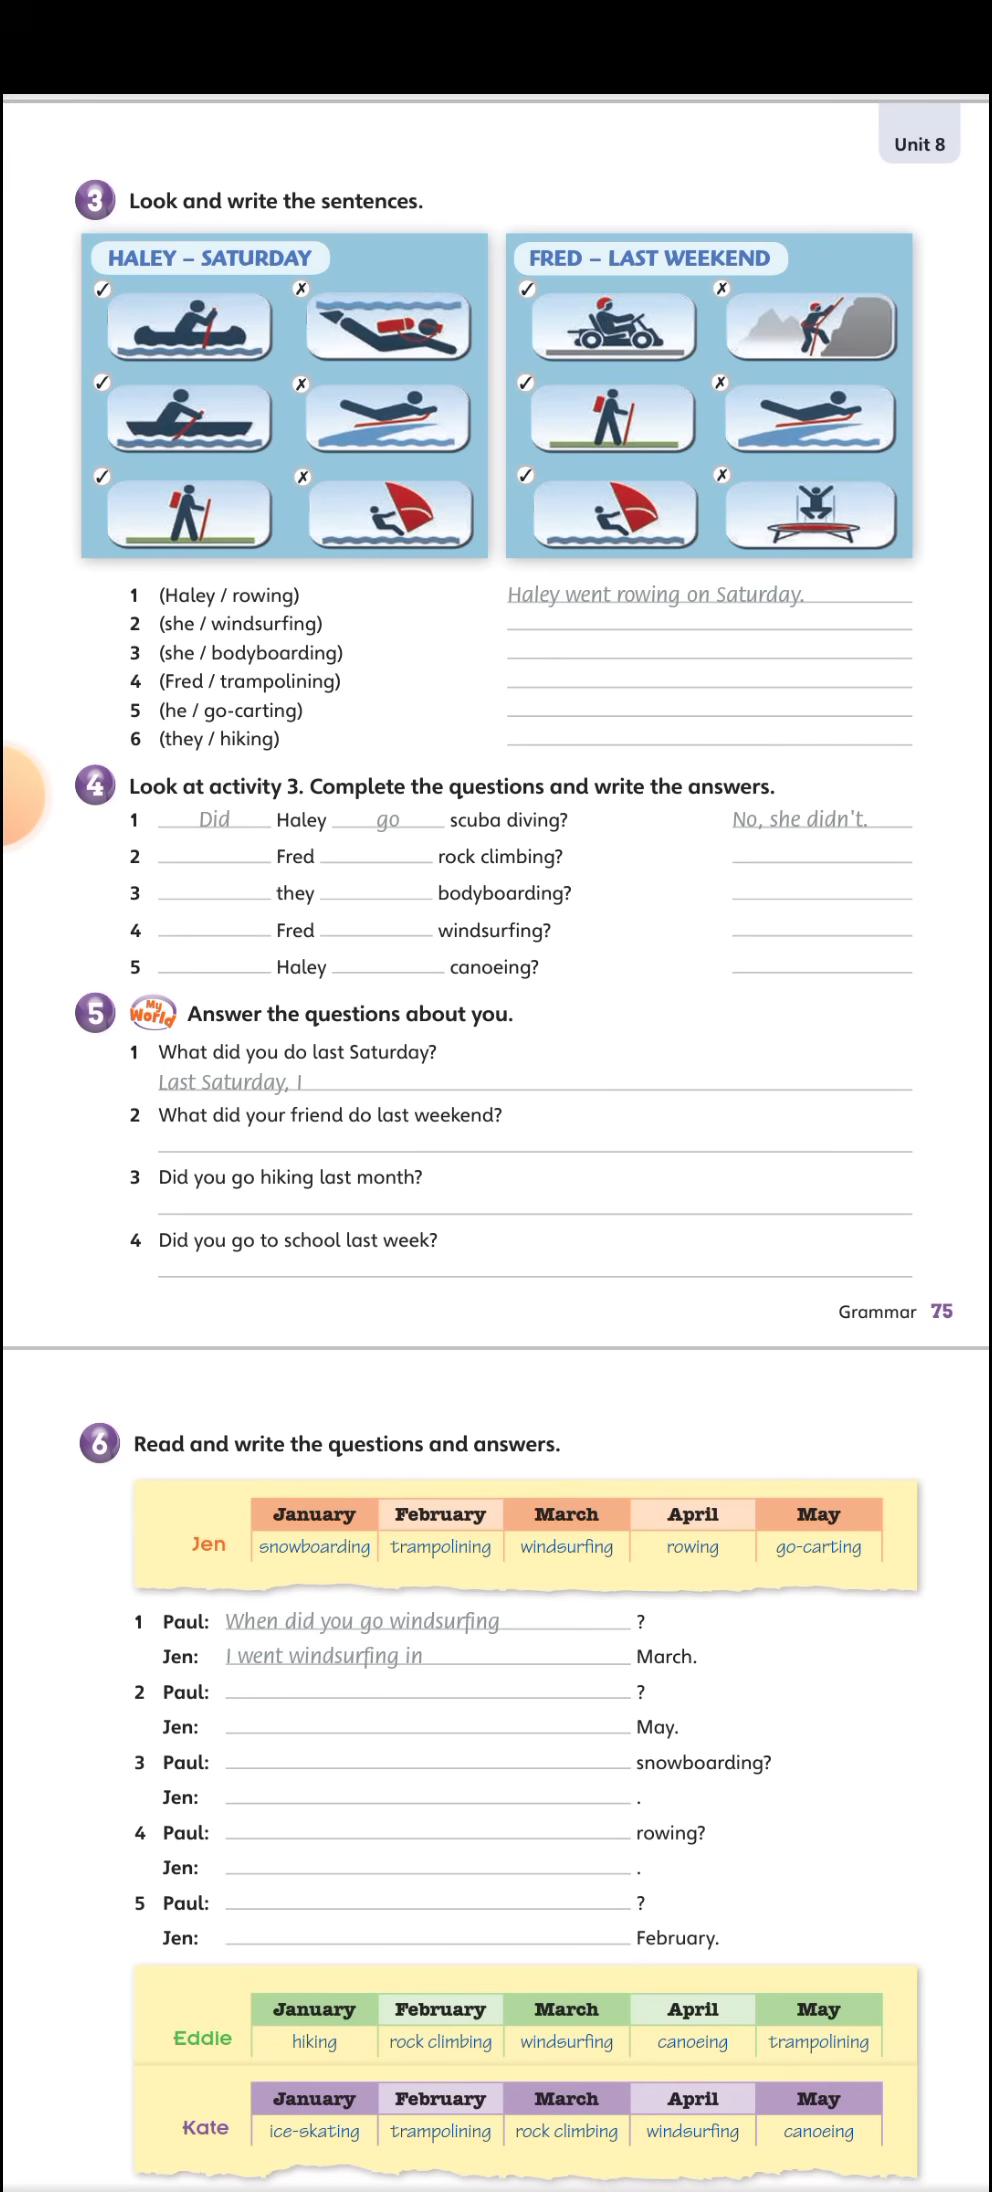 Unit 8
3 Look and write the sentences.
HALEY – SATURDAY
FRED – LAST WEEKEND
✓ ✗ ✓ ✗
✓ ✗ ✓ ✗
✓ ✗ ✓ ✗
1 (Haley / rowing) Haley went rowing on Saturday.
2 (she / windsurfing)
3 (she / bodyboarding)
4 (Fred / trampolining)
5 (he / go-carting)
6 (they / hiking)
4 Look at activity 3. Complete the questions and write the answers.
1 Did Haley go scuba diving? No, she didn't.
2 Fred rock climbing?
3 they bodyboarding?
4 Fred windsurfing?
5 Haley canoeing?
5 My World Answer the questions about you.
1 What did you do last Saturday?
Last Saturday, I
2 What did your friend do last weekend?
3 Did you go hiking last month?
4 Did you go to school last week?
Grammar 75
6 Read and write the questions and answers.
January February March April May
Jen snowboarding trampolining windsurfing rowing go-carting
1 Paul: When did you go windsurfing ?
Jen: I went windsurfing in March.
2 Paul: ?
Jen: May.
3 Paul: snowboarding?
Jen: .
4 Paul: rowing?
Jen: .
5 Paul: ?
Jen: February.
January February March April May
Eddie hiking rock climbing windsurfing canoeing trampolining
January February March April May
Kate ice-skating trampolining rock climbing windsurfing canoeing